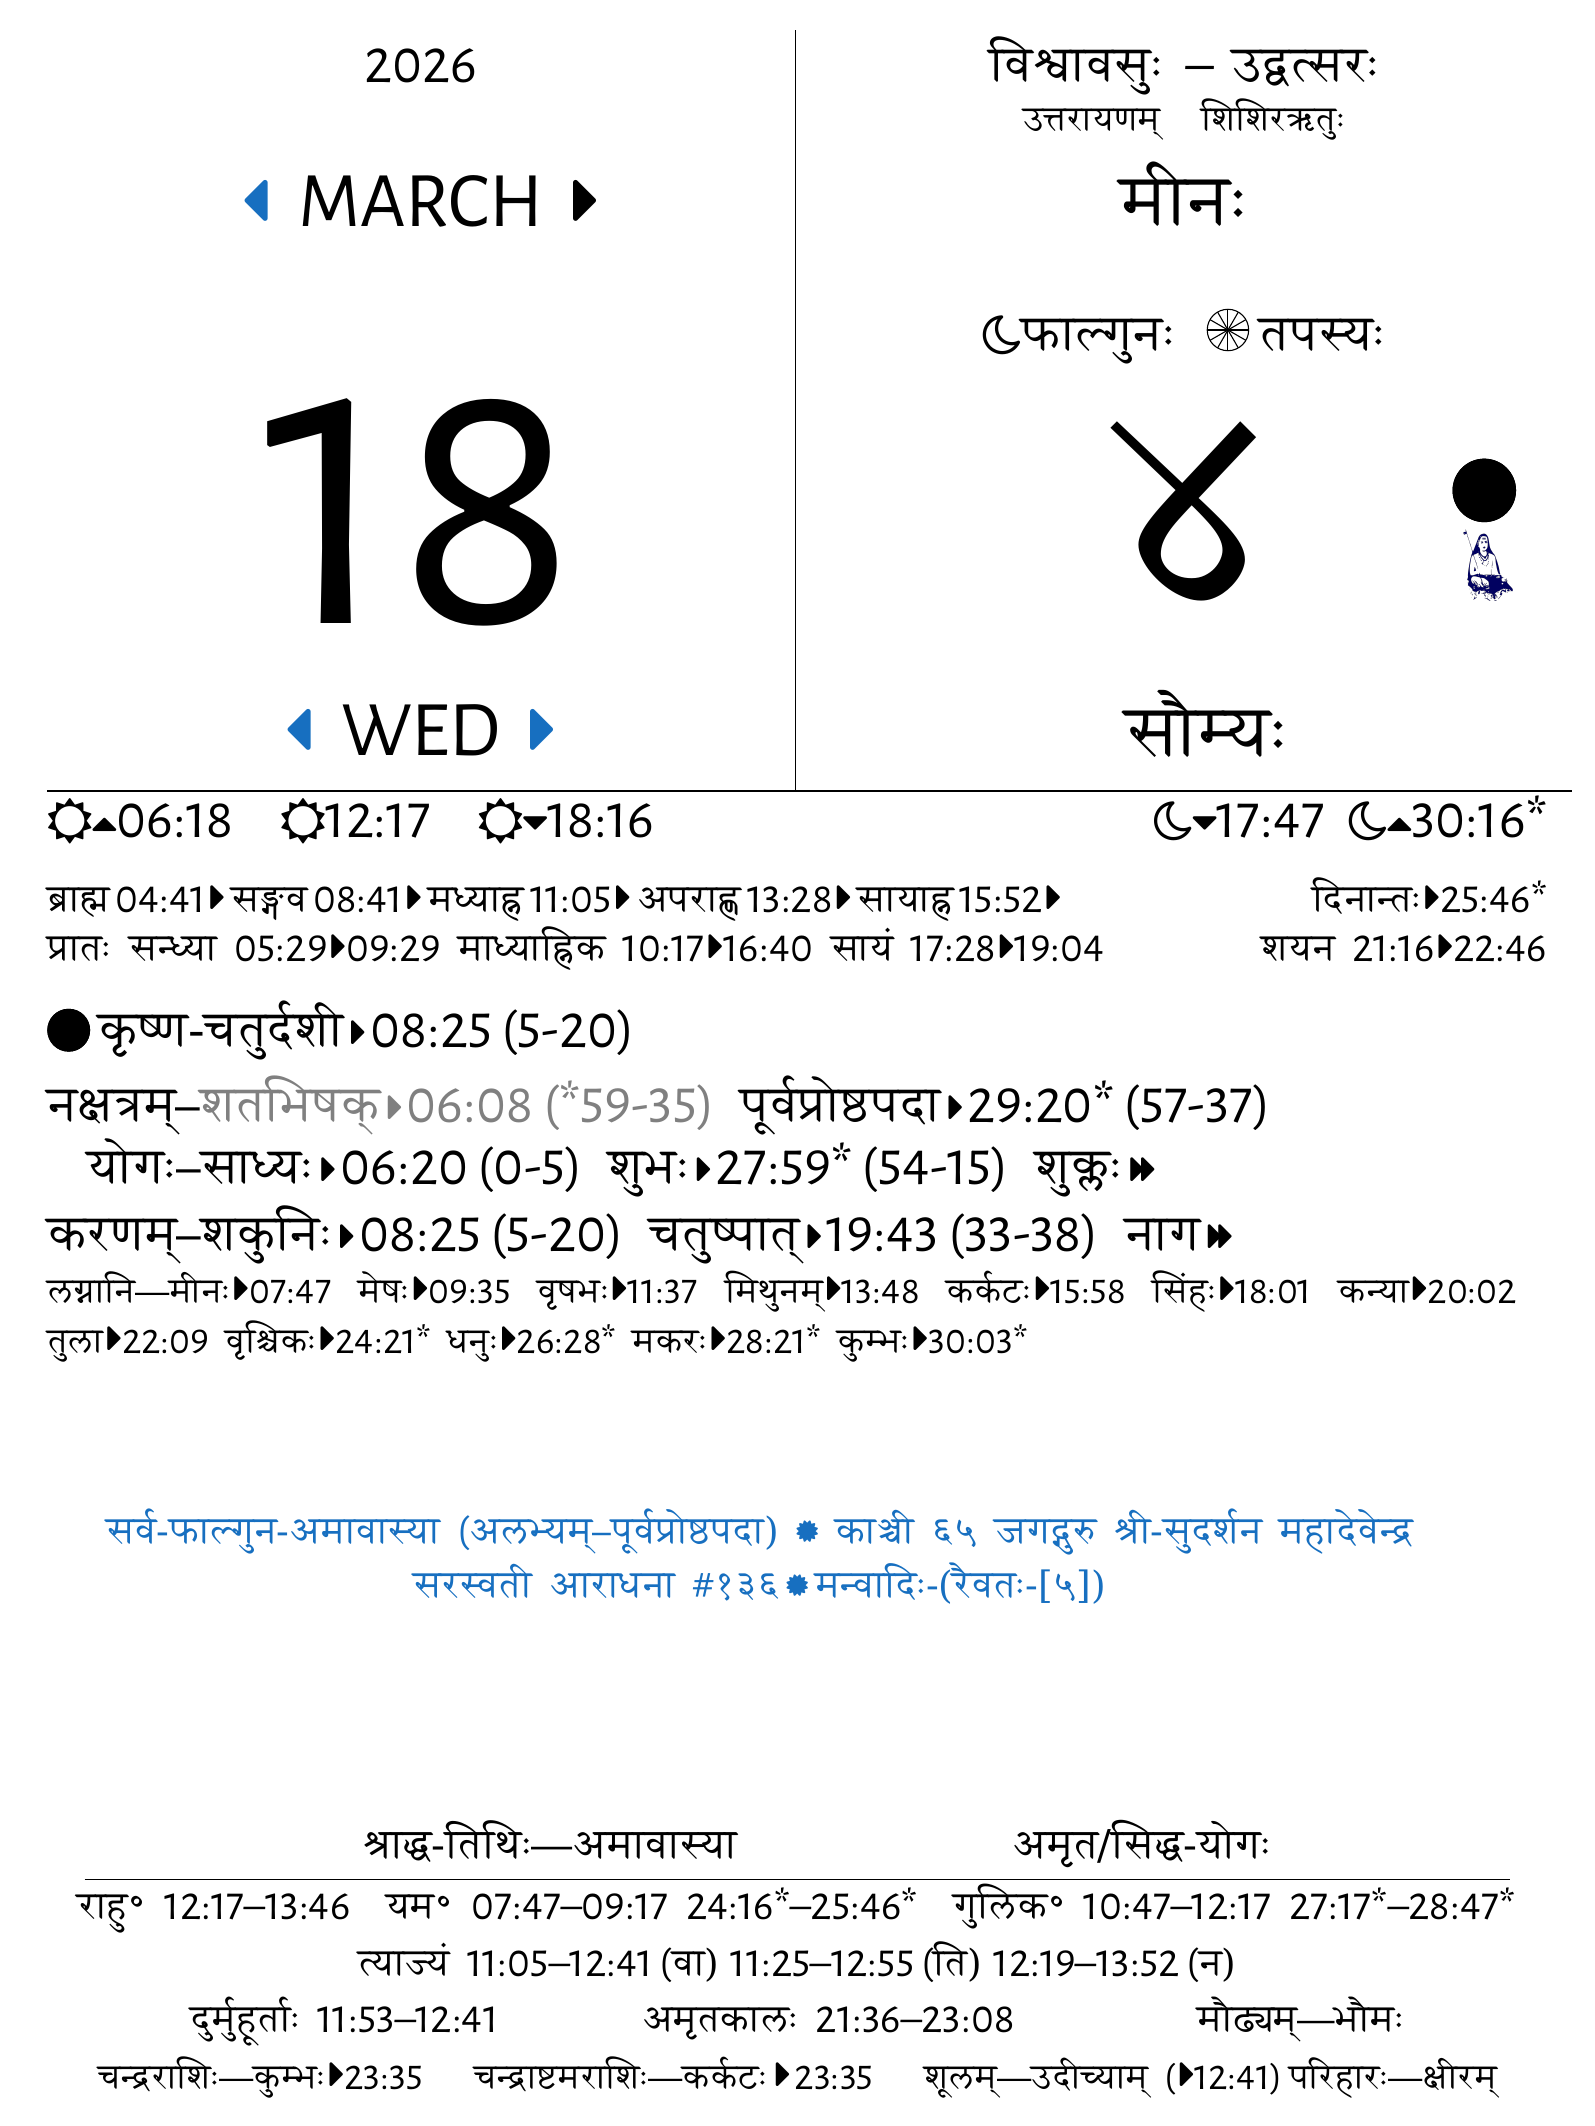 2026
MARCH
18
WED
विश्वावसुः – उद्वत्सरः
उत्तरायणम् शिशिरऋतुः
मीनः
फाल्गुनः तपस्यः
४
सौम्यः
06:18 12:17 18:16 17:47 30:16*
ब्राह्म 04:41 सङ्गव 08:41 मध्याह्न 11:05 अपराह्ण 13:28 सायाह्न 15:52 दिनान्तः 25:46*
प्रातः सन्ध्या 05:29 09:29 माध्याह्निक 10:17 16:40 सायं 17:28 19:04 शयन 21:16 22:46
कृष्ण-चतुर्दशी 08:25 (5-20)
नक्षत्रम्–शतभिषक् 06:08 (*59-35) पूर्वप्रोष्ठपदा 29:20* (57-37)
योगः–साध्यः 06:20 (0-5) शुभः 27:59* (54-15) शुक्लः
करणम्–शकुनिः 08:25 (5-20) चतुष्पात् 19:43 (33-38) नाग
लग्नानि—मीनः 07:47 मेषः 09:35 वृषभः 11:37 मिथुनम् 13:48 कर्कटः 15:58 सिंहः 18:01 कन्या 20:02
तुला 22:09 वृश्चिकः 24:21* धनुः 26:28* मकरः 28:21* कुम्भः 30:03*
सर्व-फाल्गुन-अमावास्या (अलभ्यम्–पूर्वप्रोष्ठपदा) काञ्ची ६५ जगद्गुरु श्री-सुदर्शन महादेवेन्द्र
सरस्वती आराधना #१३६ मन्वादिः-(रैवतः-[५])
श्राद्ध-तिथिः—अमावास्या अमृत/सिद्ध-योगः
राहु॰ 12:17–13:46 यम॰ 07:47–09:17 24:16*–25:46* गुलिक॰ 10:47–12:17 27:17*–28:47*
त्याज्यं 11:05–12:41 (वा) 11:25–12:55 (ति) 12:19–13:52 (न)
दुर्मुहूर्ताः 11:53–12:41 अमृतकालः 21:36–23:08 मौढ्यम्—भौमः
चन्द्रराशिः—कुम्भः 23:35 चन्द्राष्टमराशिः—कर्कटः 23:35 शूलम्—उदीच्याम् (12:41) परिहारः—क्षीरम्